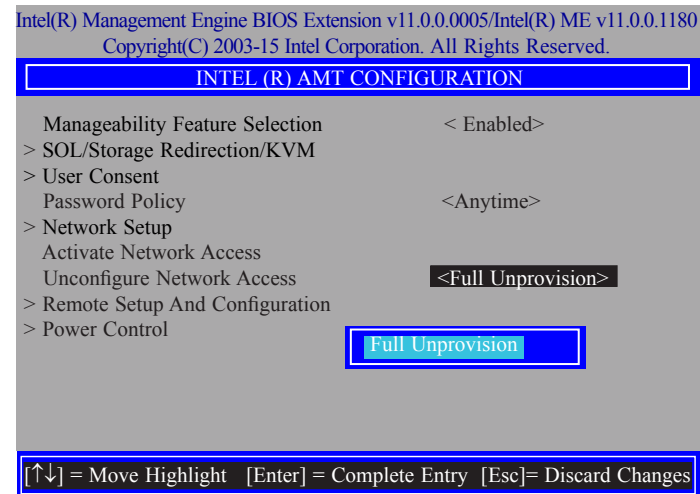 Intel(R) Management Engine BIOS Extension v11.0.0.0005/Intel(R) ME v11.0.0.1180
Copyright(C) 2003-15 Intel Corporation. All Rights Reserved.
INTEL (R) AMT CONFIGURATION
Manageability Feature Selection < Enabled>
> SOL/Storage Redirection/KVM
> User Consent
Password Policy <Anytime>
> Network Setup
Activate Network Access
Unconfigure Network Access <Full Unprovision>
> Remote Setup And Configuration
> Power Control
Full Unprovision
[↑↓] = Move Highlight [Enter] = Complete Entry [Esc]= Discard Changes